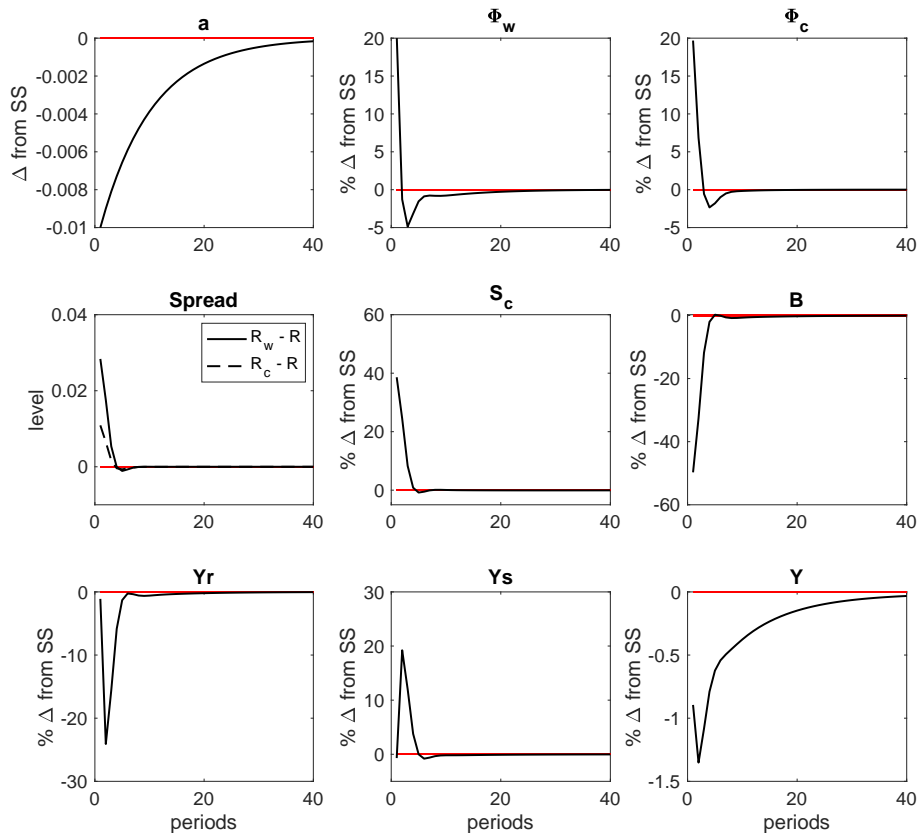 a
Δ from SS
0
-0.002
-0.004
-0.006
-0.008
-0.01
0
20
40
Φ_w
% Δ from SS
20
15
10
5
0
-5
0
20
40
Φ_c
% Δ from SS
20
15
10
5
0
-5
0
20
40
Spread
level
0.04
0.02
0
0
20
40
R_w - R
R_c - R
S_c
% Δ from SS
60
40
20
0
0
20
40
B
% Δ from SS
0
-20
-40
-60
0
20
40
Yr
% Δ from SS
0
-10
-20
-30
0
20
40
periods
Ys
% Δ from SS
30
20
10
0
0
20
40
periods
Y
% Δ from SS
0
-0.5
-1
-1.5
0
20
40
periods